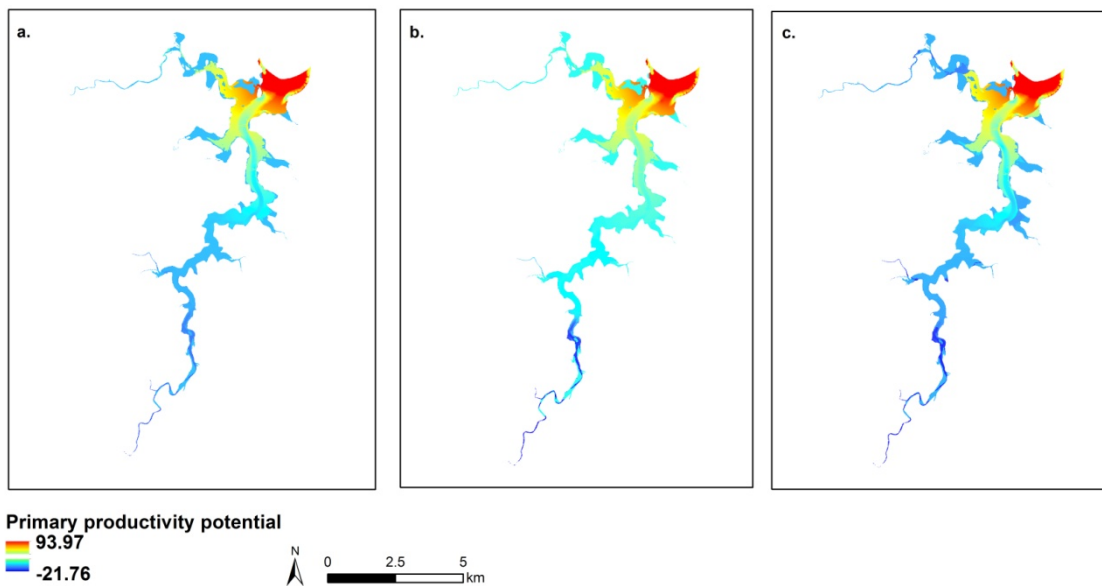 a.
b.
c.
Primary productivity potential
93.97
-21.76
N
0 2.5 5
km